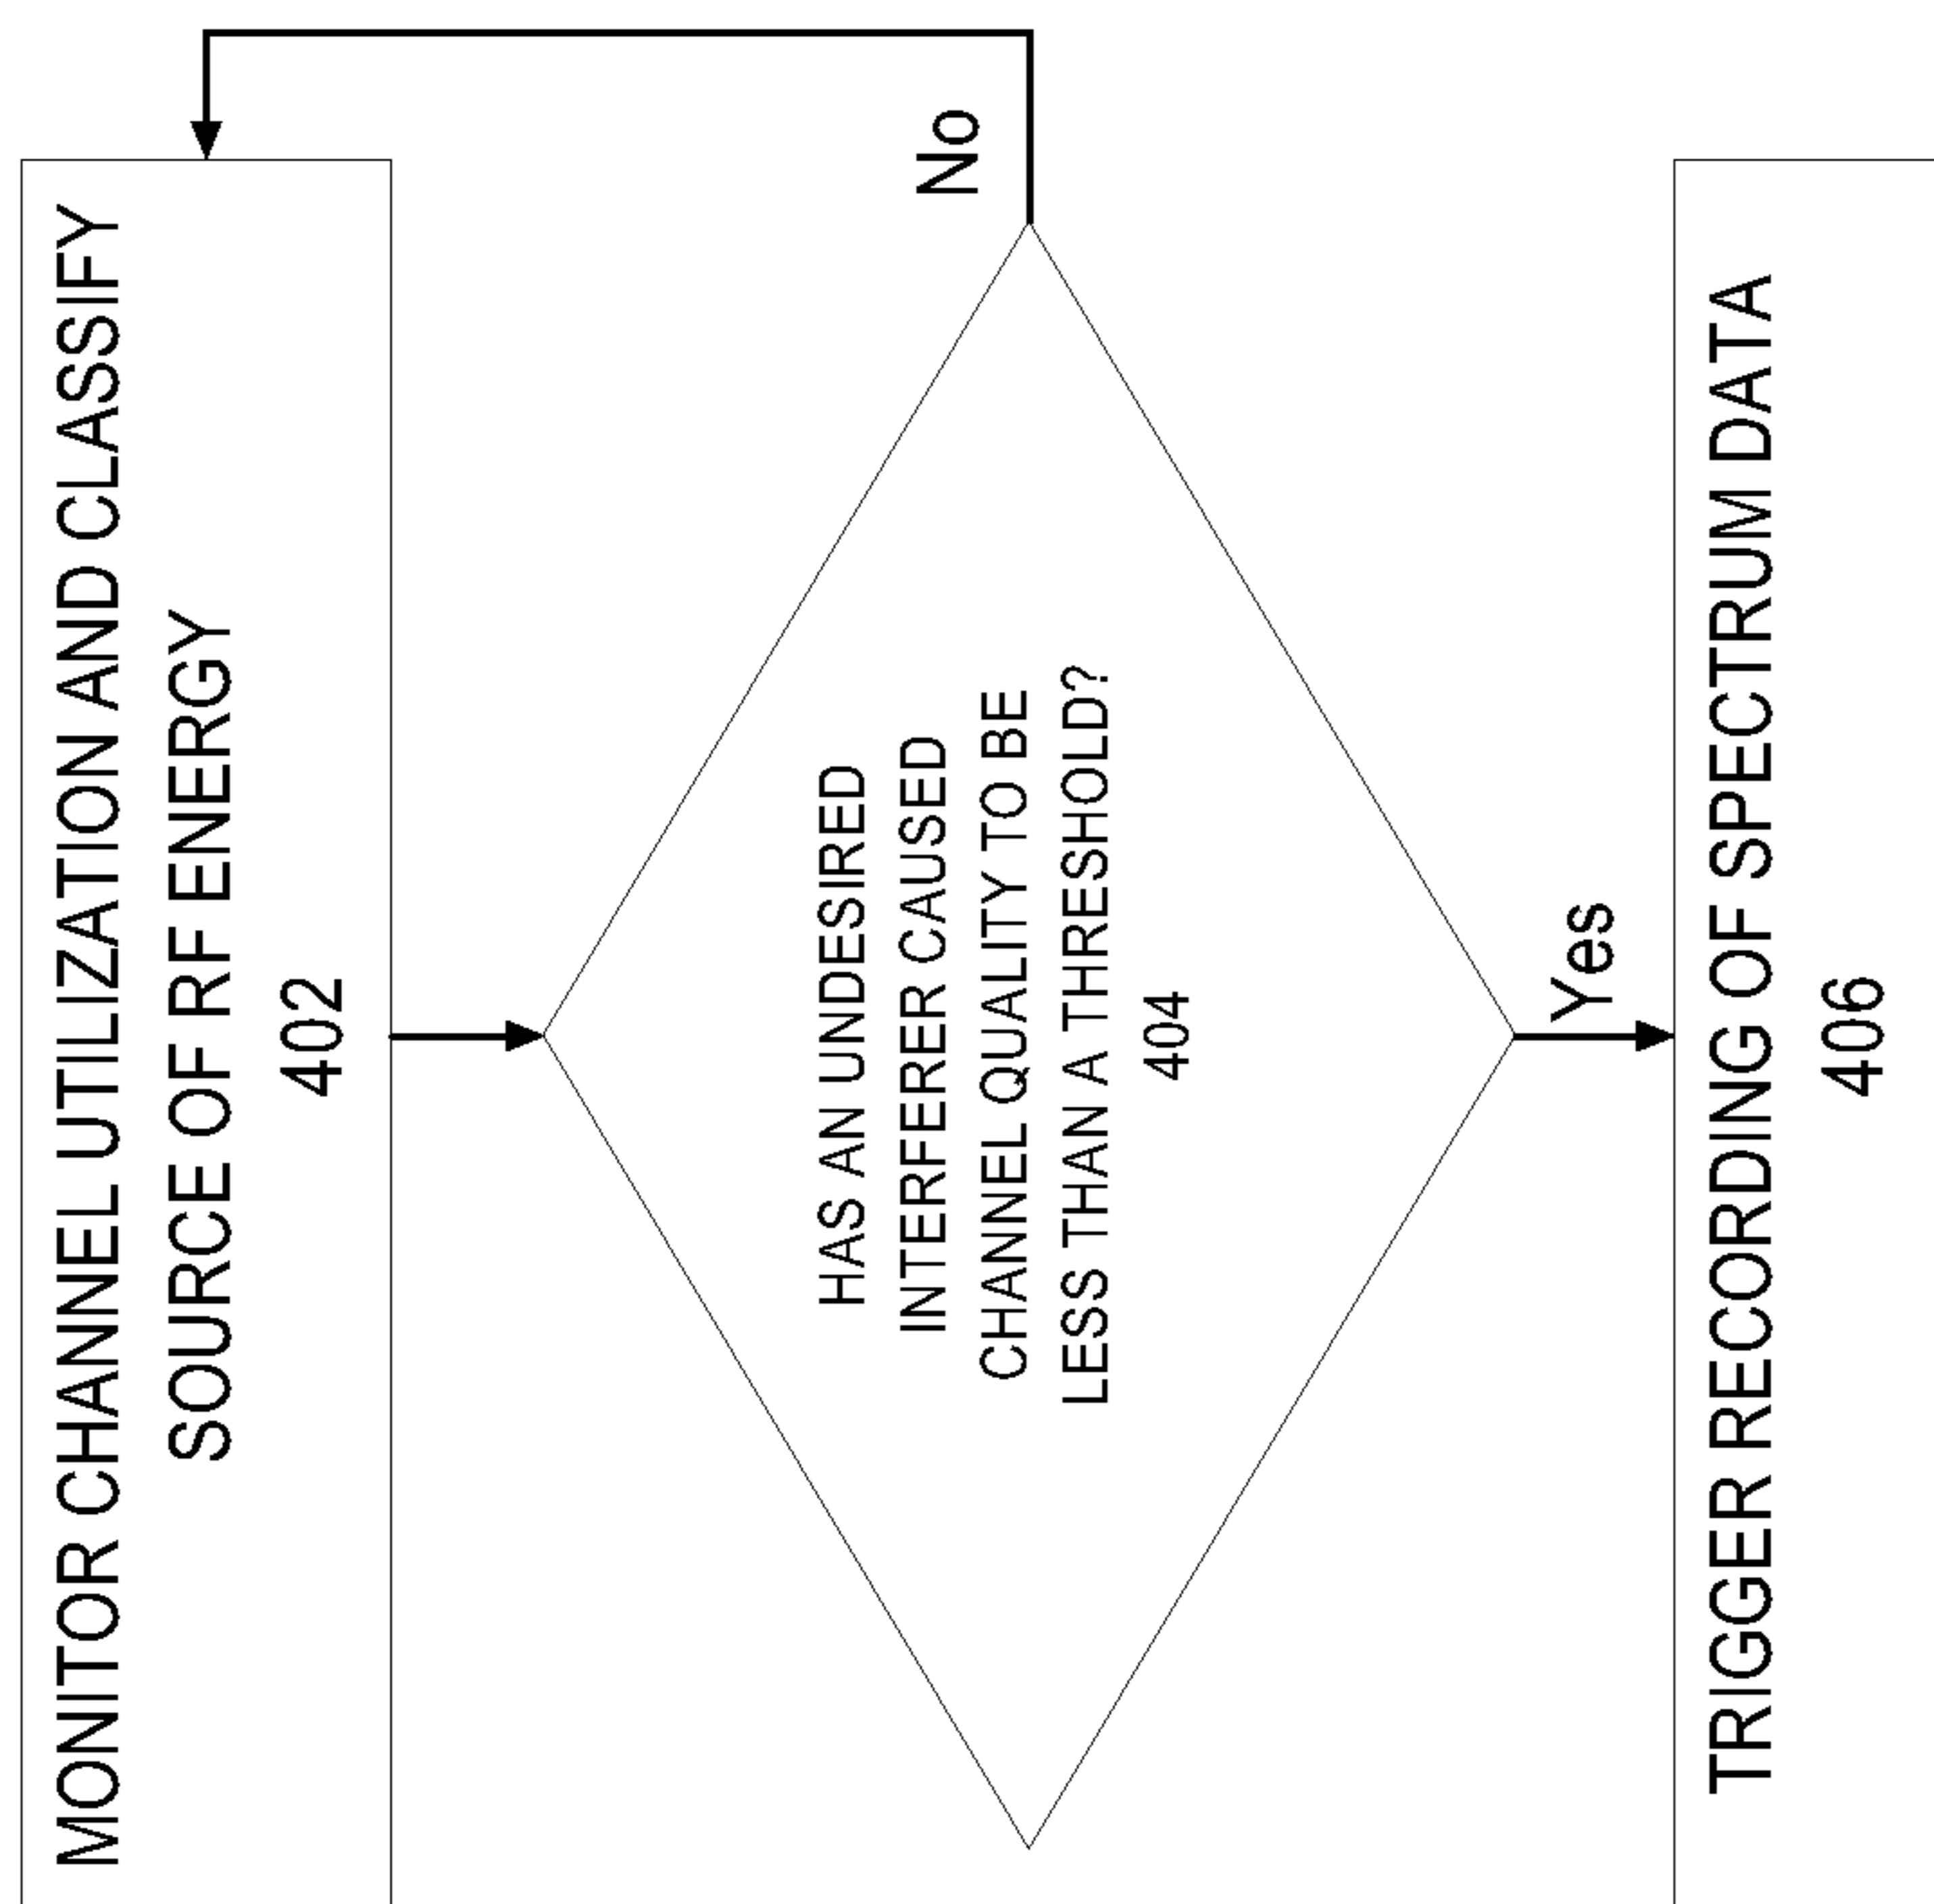 MONITOR CHANNEL UTILIZATION AND CLASSIFY
SOURCE OF RF ENERGY
402
HAS AN UNDESIRED
INTERFERER CAUSED
CHANNEL QUALITY TO BE
LESS THAN A THRESHOLD?
404
No
Yes
TRIGGER RECORDING OF SPECTRUM DATA
406